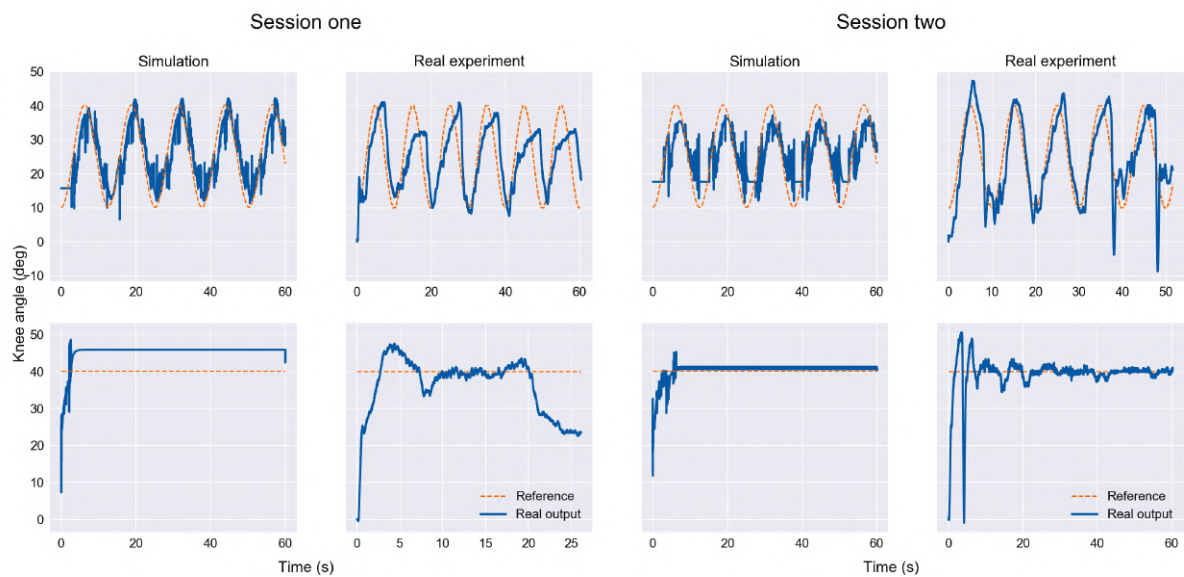 Session one
Session two
Simulation
Real experiment
Simulation
Real experiment
50
40
30
20
10
0
-10
0 20 40 60
0 20 40 60
0 20 40 60
0 10 20 30 40 50
Knee angle (deg)
50
40
30
20
10
0
Reference
Real output
Reference
Real output
0 20 40 60
0 5 10 15 20 25
0 20 40 60
0 10 20 30 40 50 60
Time (s)
Time (s)